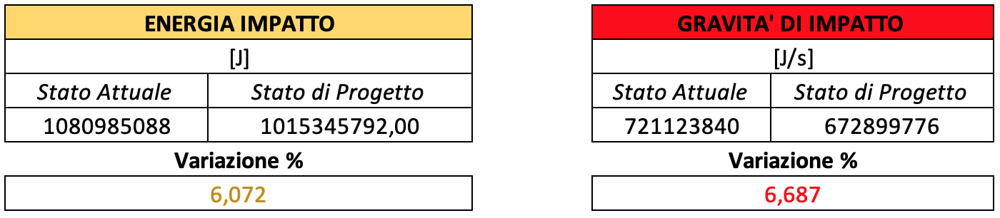 ENERGIA IMPATTO
[J]
Stato Attuale Stato di Progetto
1080985088 1015345792,00
Variazione %
6,072
GRAVITA' DI IMPATTO
[J/s]
Stato Attuale Stato di Progetto
721123840 672899776
Variazione %
6,687